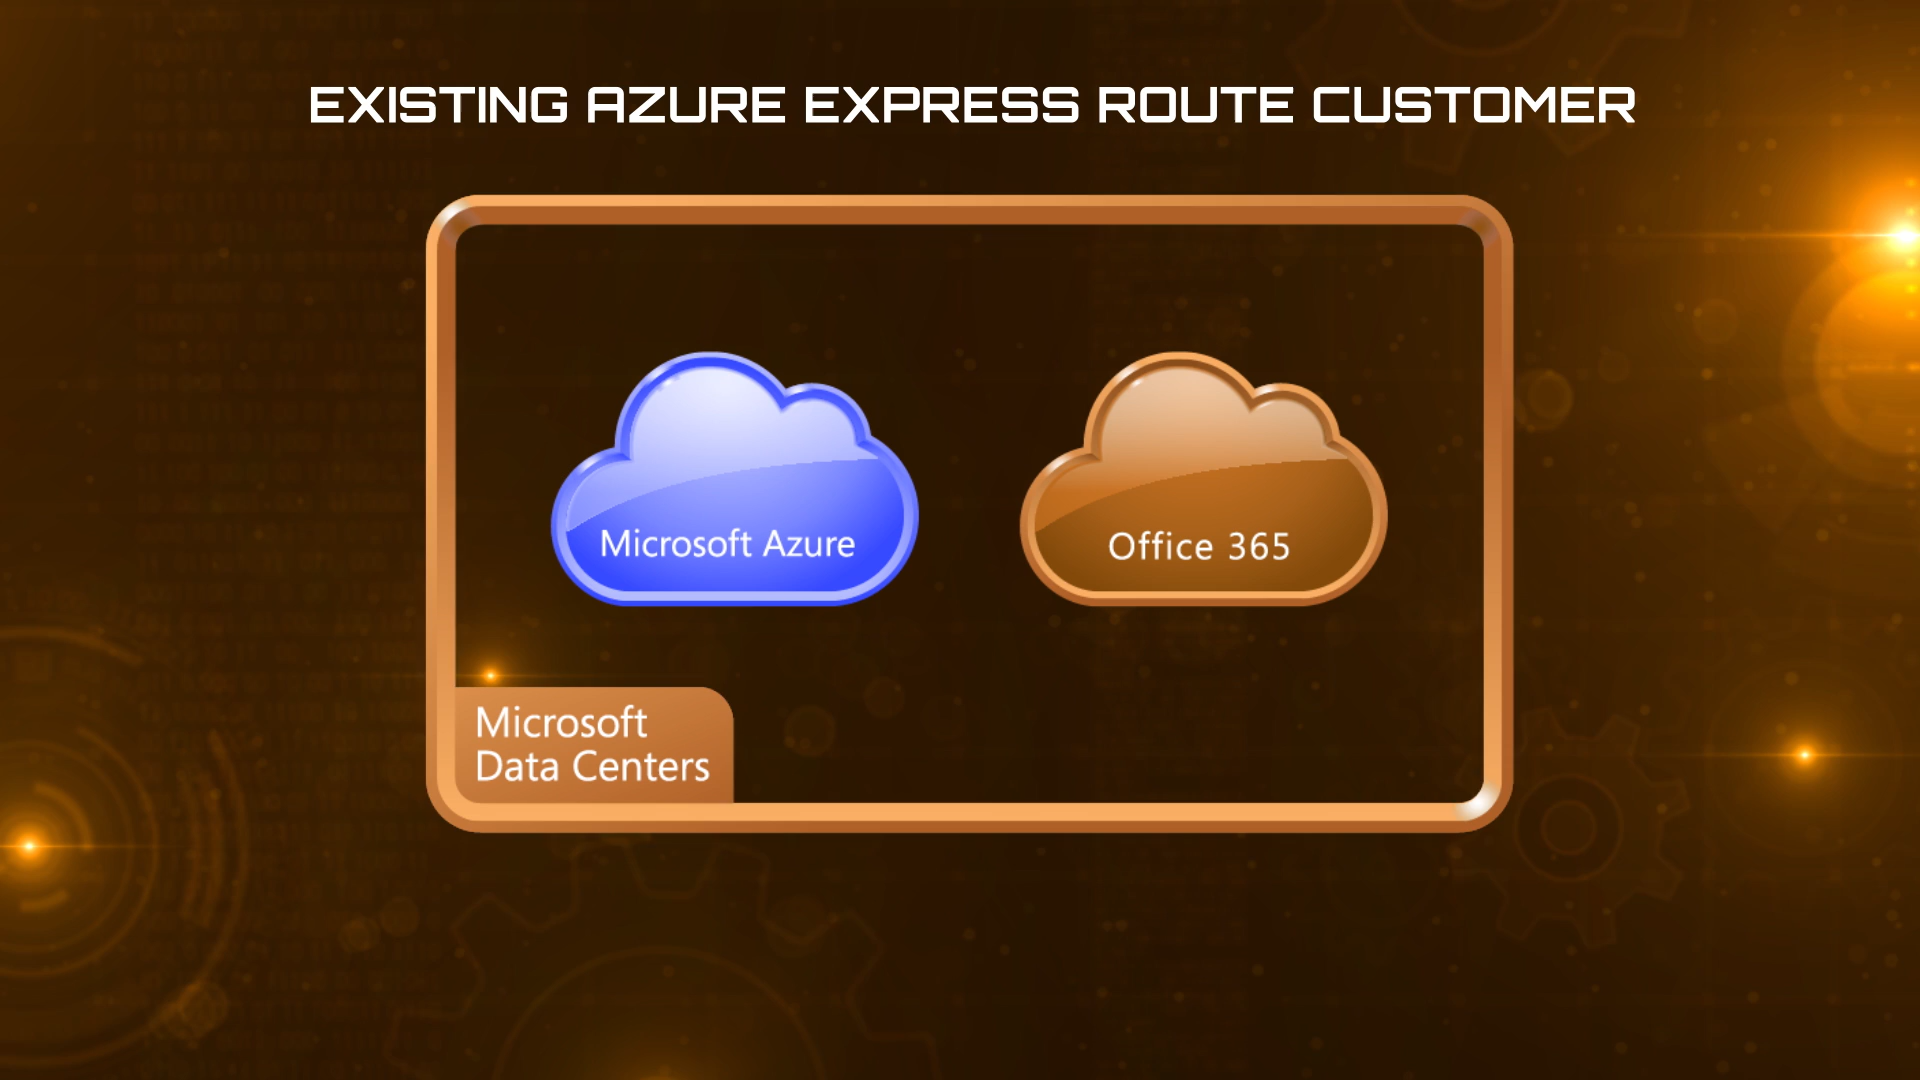 EXISTING AZURE EXPRESS ROUTE CUSTOMER
Microsoft Azure
Office 365
Microsoft
Data Centers